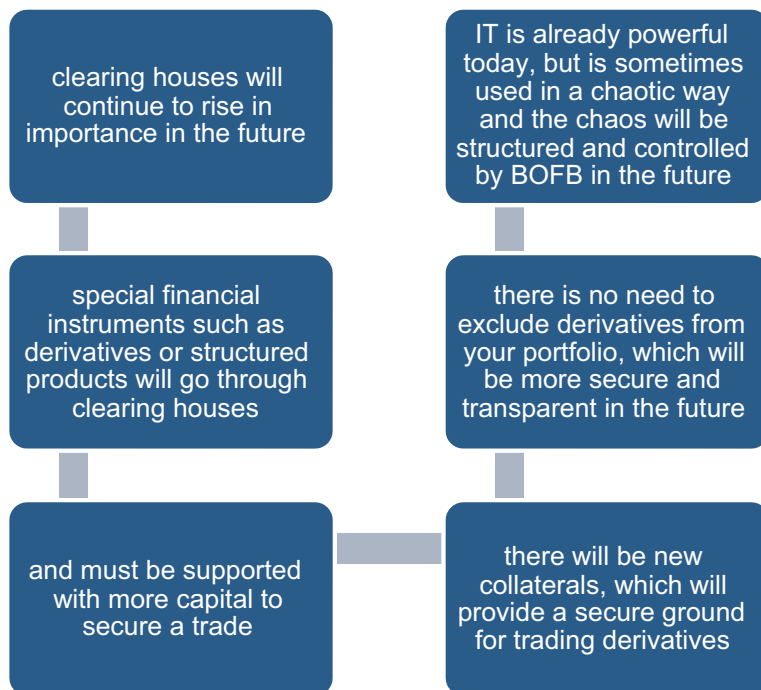 clearing houses will
continue to rise in
importance in the future
special financial
instruments such as
derivatives or structured
products will go through
clearing houses
and must be supported
with more capital to
secure a trade
there will be new
collaterals, which will
provide a secure ground
for trading derivatives
there is no need to
exclude derivatives from
your portfolio, which will
be more secure and
transparent in the future
IT is already powerful
today, but is sometimes
used in a chaotic way
and the chaos will be
structured and controlled
by BOFB in the future